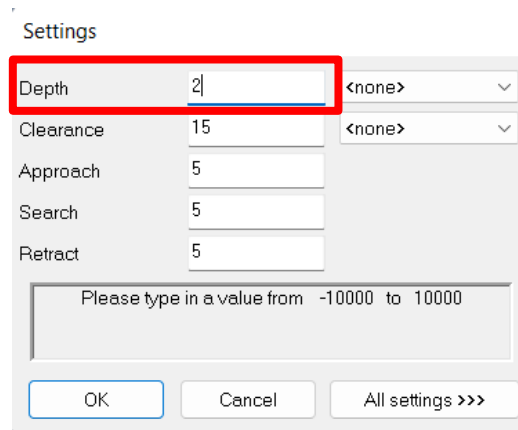 Settings
Depth 2 <none>
Clearance 15 <none>
Approach 5
Search 5
Retract 5
Please type in a value from -10000 to 10000
OK Cancel All settings >>>